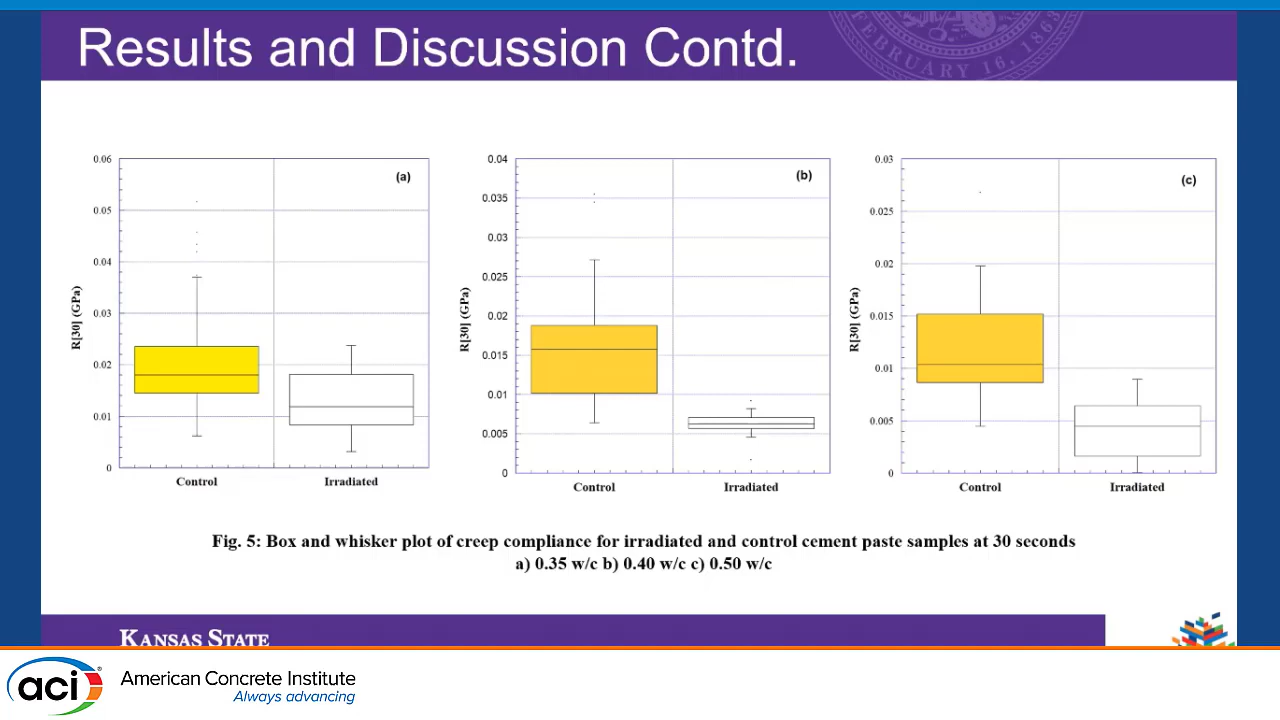 Results and Discussion Contd.
FEBRUARY 16, 1863
0.06
0.05
0.04
0.03
0.02
0.01
0
R[30] (GPa)
(a)
Control
Irradiated
0.04
0.035
0.03
0.025
0.02
0.015
0.01
0.005
0
R[30] (GPa)
(b)
Control
Irradiated
0.03
0.025
0.02
0.015
0.01
0.005
0
R[30] (GPa)
(c)
Control
Irradiated
Fig. 5: Box and whisker plot of creep compliance for irradiated and control cement paste samples at 30 seconds
a) 0.35 w/c b) 0.40 w/c c) 0.50 w/c
KANSAS STATE
aci®
American Concrete Institute
Always advancing